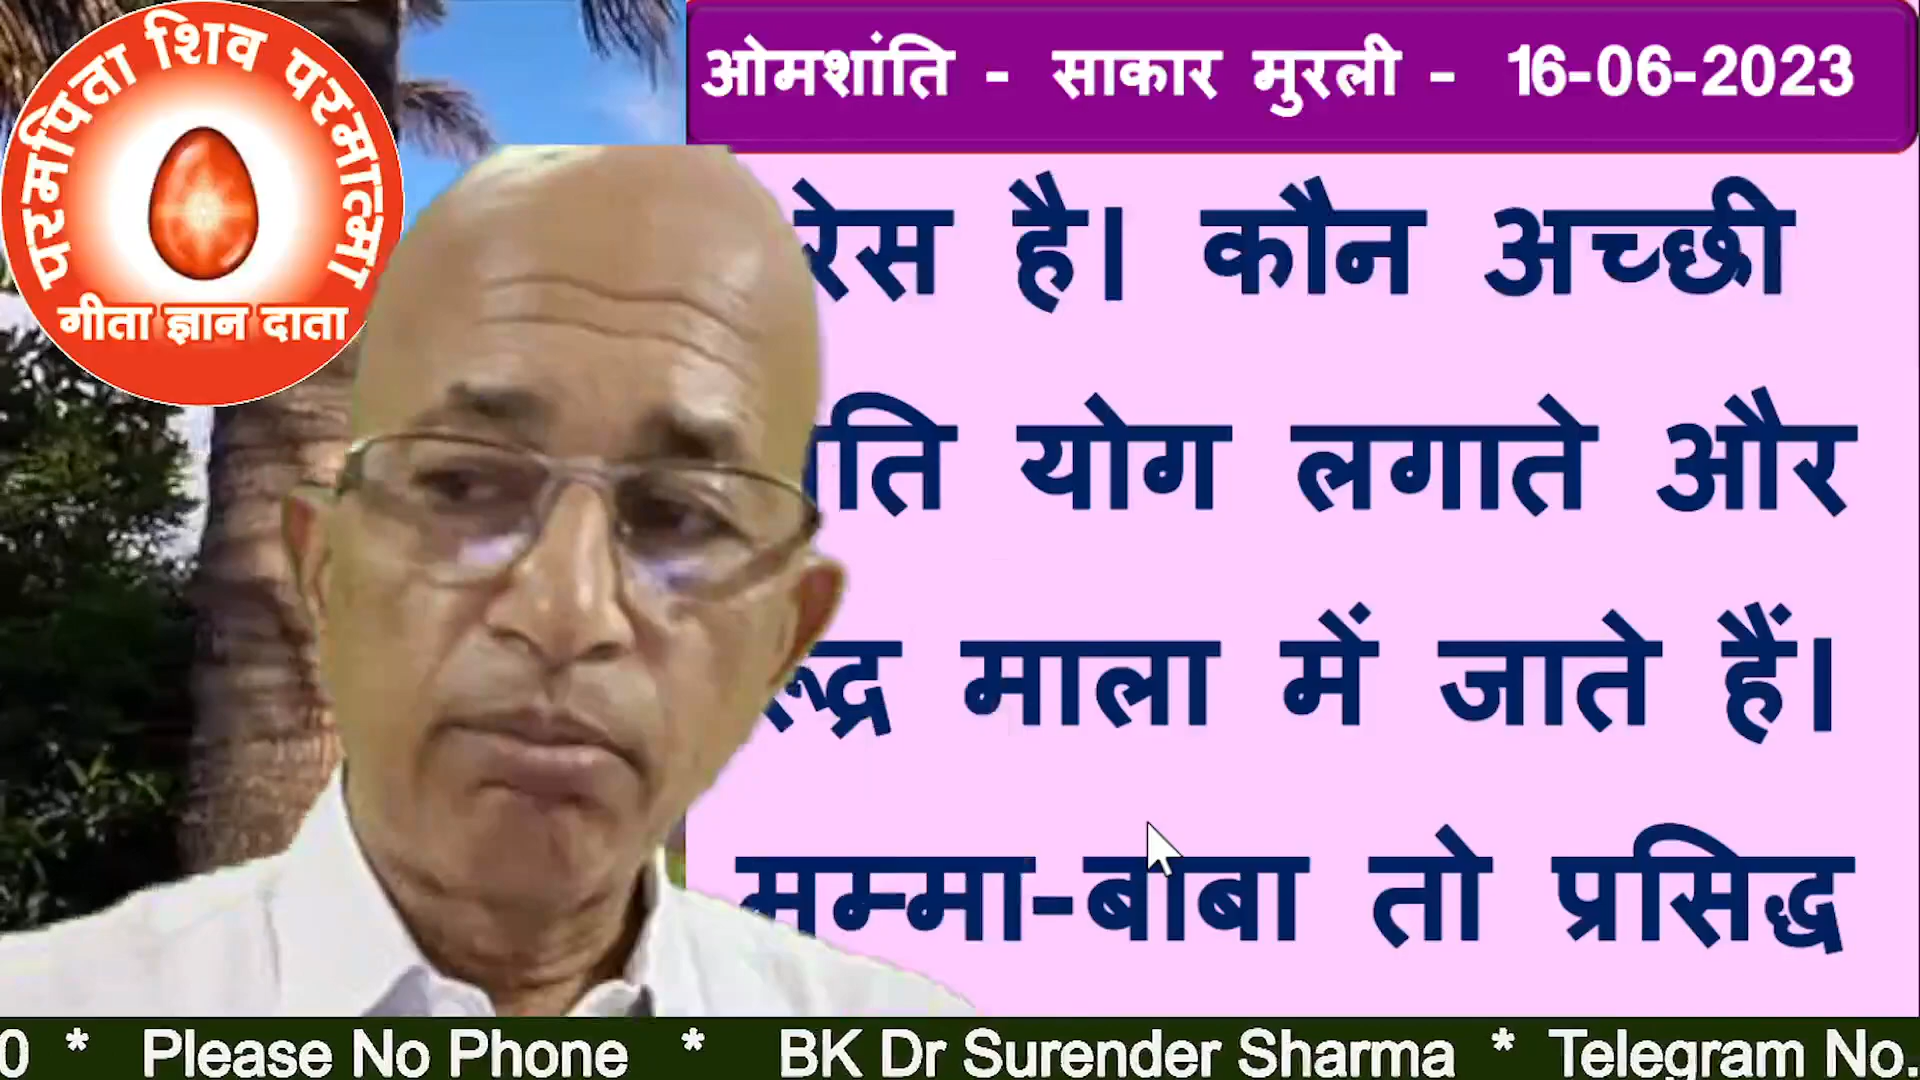 परमपिता शिव परमात्मा
गीता ज्ञान दाता
ओमशांति - साकार मुरली - 16-06-2023
रेस है। कौन अच्छी
योग लगाते और
रूद्र माला में जाते हैं।
मम्मा-बाबा तो प्रसिद्ध
0 * Please No Phone * BK Dr Surender Sharma * Telegram No.